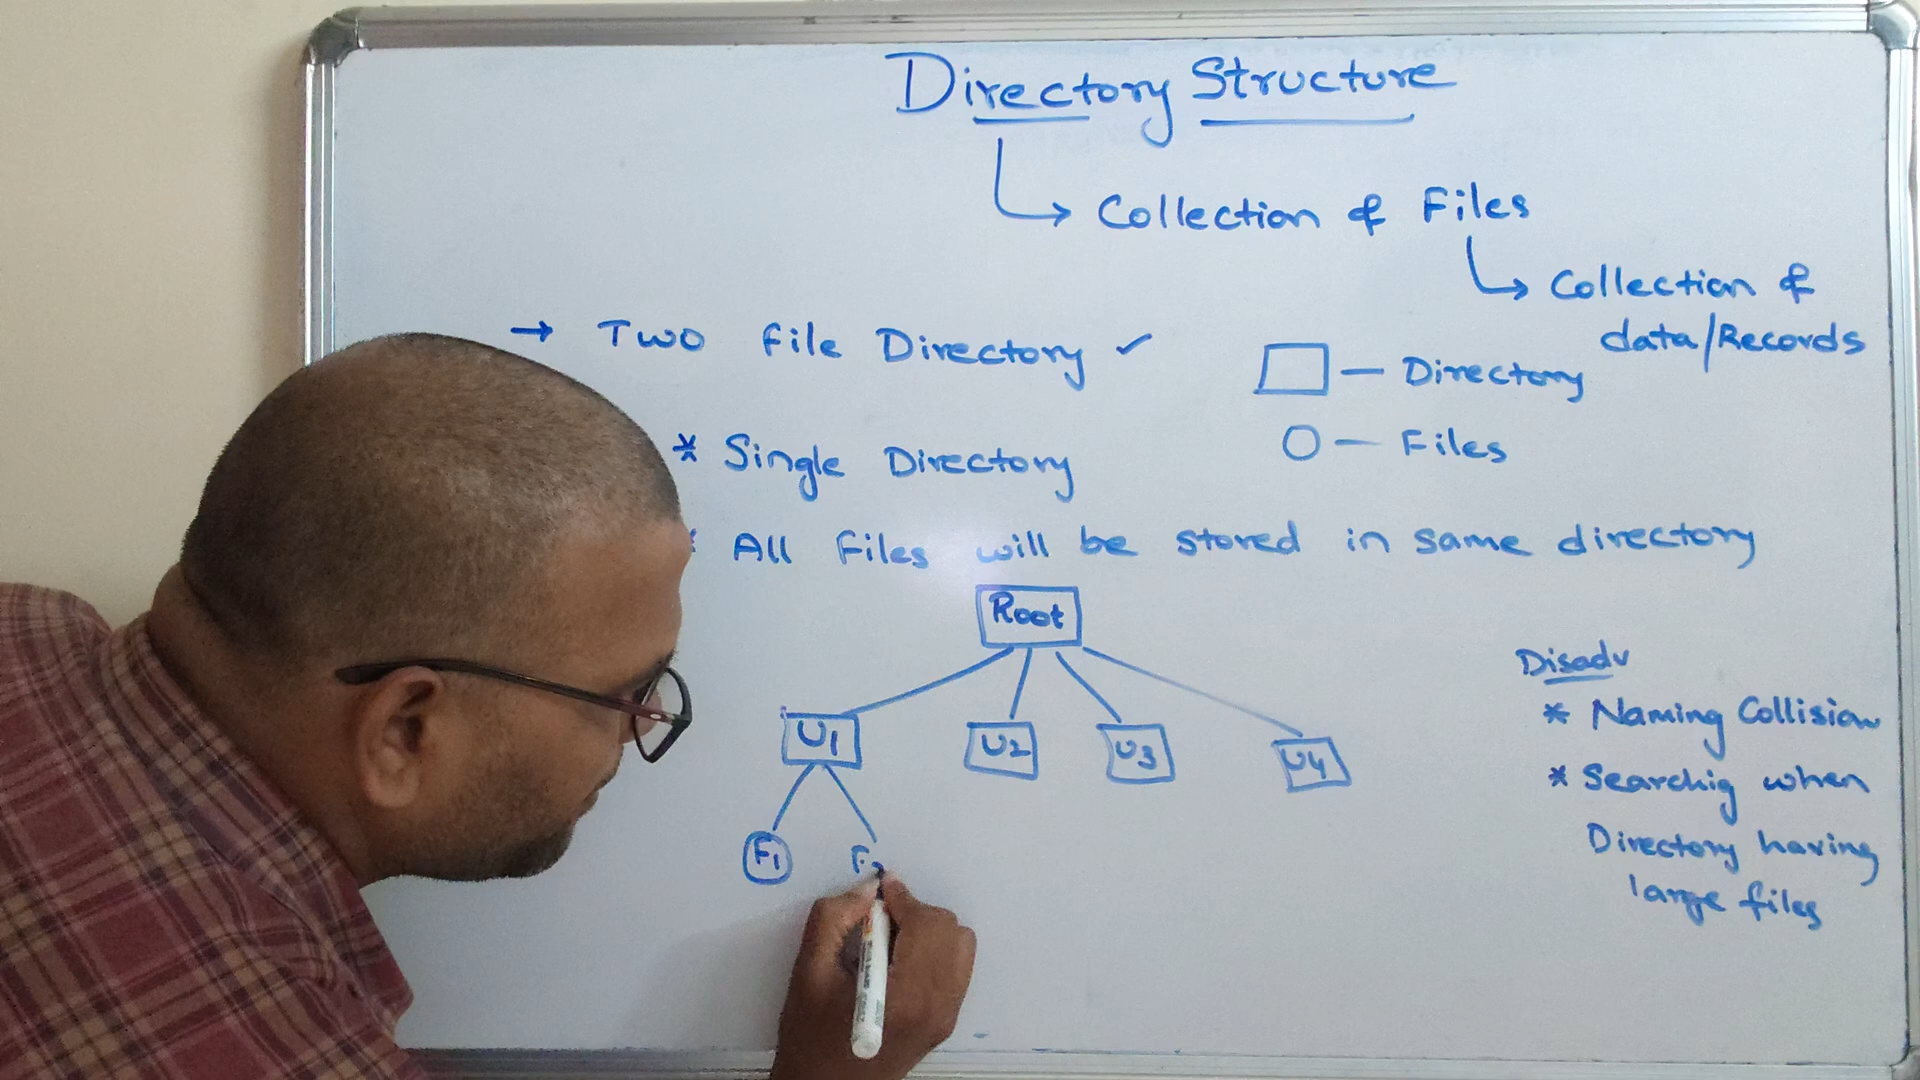 Directory Structure
Collection of Files
Collection of
data/Records
→ Two file Directory ✓
▭ — Directory
○ — Files
* Single Directory
* All files will be stored in same directory
Root
U1 U2 U3 U4
F1 F2
Disadv
* Naming Collision
* Searchig when
Directory having
large files